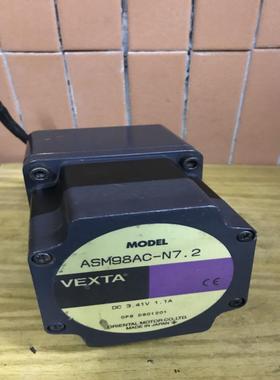 MODEL
ASM98AC-N7.2
VEXTA®
CE
DC 3.41V 1.1A
ORIENTAL MOTOR CO.LTD.
MADE IN JAPAN